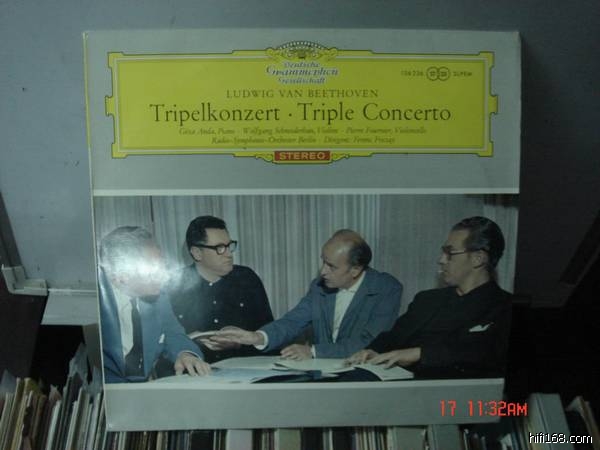 Deutsche
Grammophon
Gesellschaft
136 236
SLPEM
LUDWIG VAN BEETHOVEN
Tripelkonzert · Triple Concerto
Géza Anda, Piano - Wolfgang Schneiderhan, Violine - Pierre Fournier, Violoncello
Radio-Symphonie-Orchester Berlin · Dirigent: Ferenc Fricsay
STEREO
17 11:32AM
hifi168.com